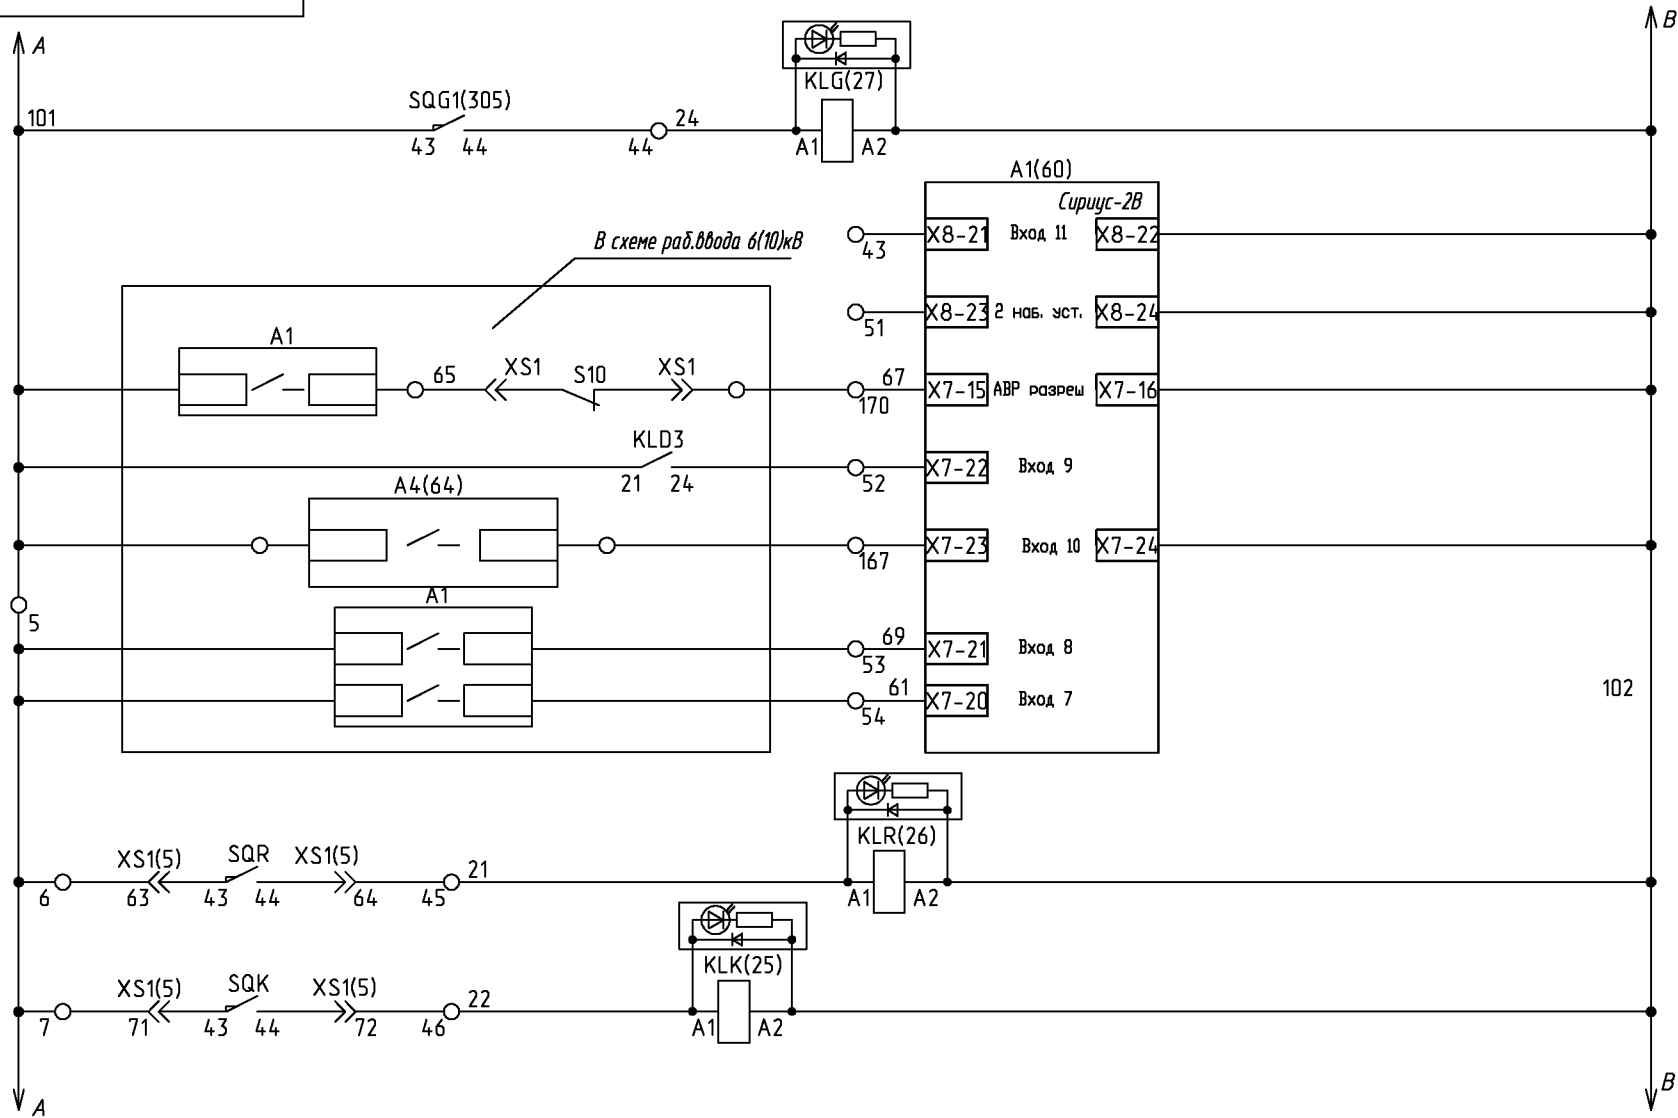 A
B
KLG(27)
SQG1(305)
101
43
44
44
24
A1
A2
A1(60)
Сириус-2В
В схеме раб.ввода 6(10)кВ
43
X8-21
Вход 11
X8-22
51
X8-23
2 наб. уст.
X8-24
A1
65
XS1
S10
XS1
67
170
X7-15
АВР разреш
X7-16
KLD3
21
24
52
X7-22
Вход 9
A4(64)
167
X7-23
Вход 10
X7-24
5
A1
69
53
X7-21
Вход 8
61
54
X7-20
Вход 7
102
KLR(26)
XS1(5)
SQR
XS1(5)
21
6
63
43
44
64
45
A1
A2
KLK(25)
XS1(5)
SQK
XS1(5)
22
7
71
43
44
72
46
A1
A2
A
B